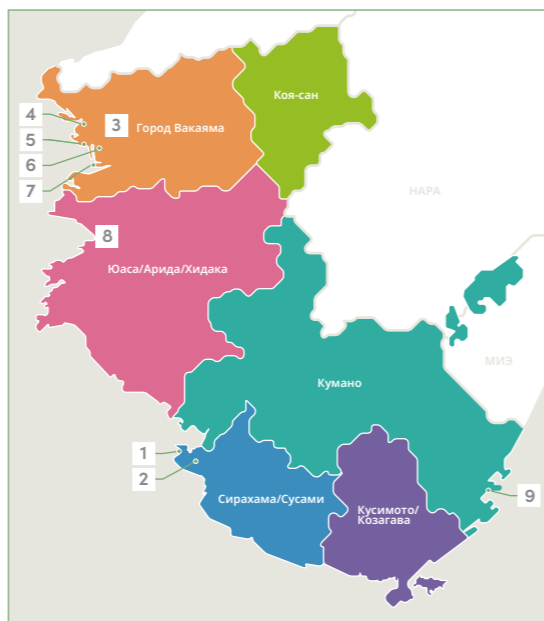 Коя-сан
4
3
Город Вакаяма
5
6
7
НАРА
8
Юаса/Арида/Хидака
МИЭ
Кумано
1
2
Сирахама/Сусами
Кусимото/
Козагава
9